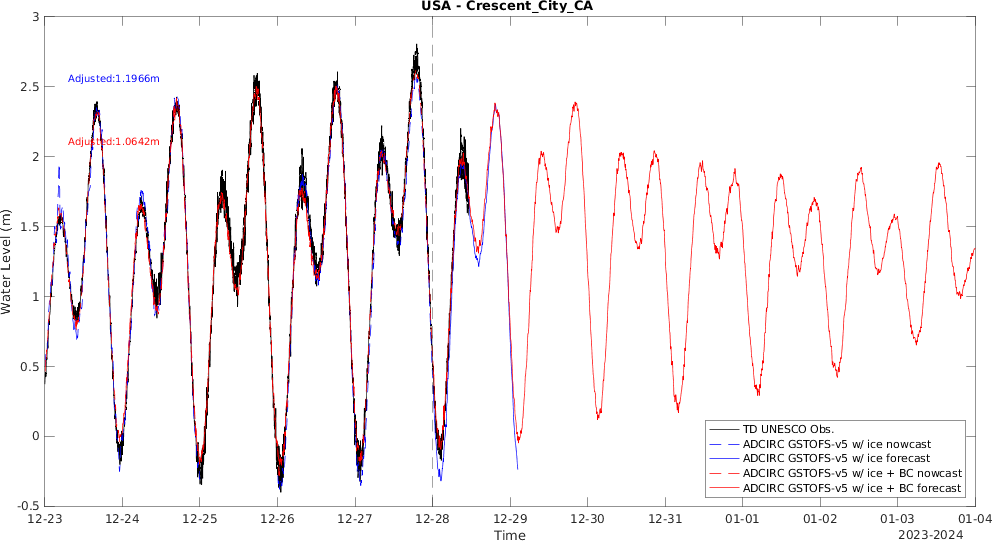 USA - Crescent_City_CA
3
2.5
2
1.5
1
0.5
0
-0.5
Water Level (m)
Adjusted:1.1966m
Adjusted:1.0642m
TD UNESCO Obs.
ADCIRC GSTOFS-v5 w/ ice nowcast
ADCIRC GSTOFS-v5 w/ ice forecast
ADCIRC GSTOFS-v5 w/ ice + BC nowcast
ADCIRC GSTOFS-v5 w/ ice + BC forecast
12-23 12-24 12-25 12-26 12-27 12-28 12-29 12-30 12-31 01-01 01-02 01-03 01-04
Time
2023-2024